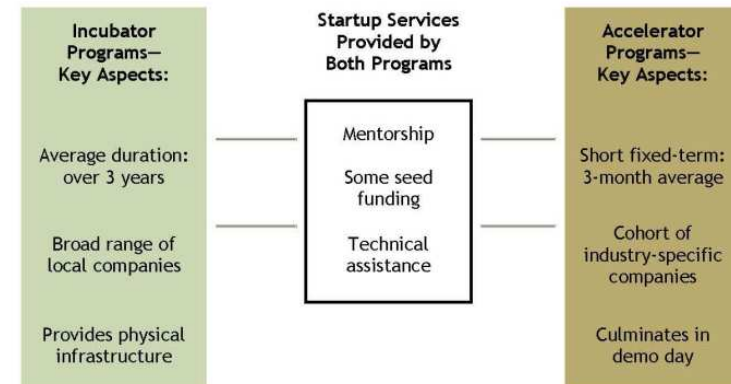 Incubator
Programs—
Key Aspects:
Average duration:
over 3 years
Broad range of
local companies
Provides physical
infrastructure
Startup Services
Provided by
Both Programs
Mentorship
Some seed
funding
Technical
assistance
Accelerator
Programs—
Key Aspects:
Short fixed-term:
3-month average
Cohort of
industry-specific
companies
Culminates in
demo day